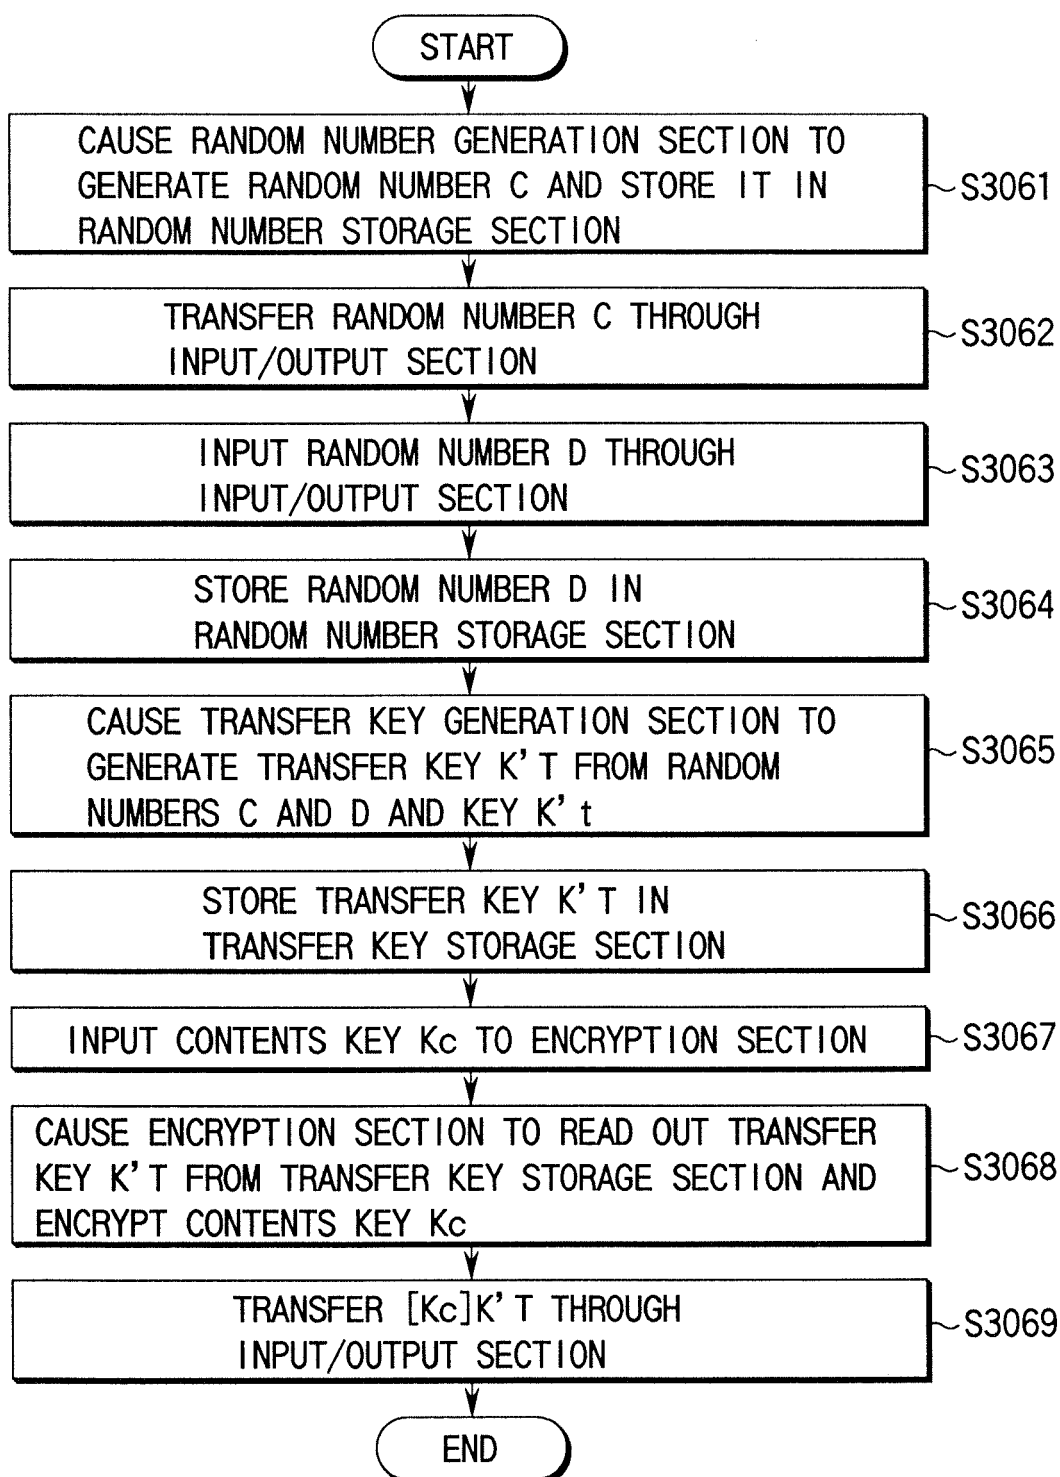 START
CAUSE RANDOM NUMBER GENERATION SECTION TO
GENERATE RANDOM NUMBER C AND STORE IT IN
RANDOM NUMBER STORAGE SECTION
S3061
TRANSFER RANDOM NUMBER C THROUGH
INPUT/OUTPUT SECTION
S3062
INPUT RANDOM NUMBER D THROUGH
INPUT/OUTPUT SECTION
S3063
STORE RANDOM NUMBER D IN
RANDOM NUMBER STORAGE SECTION
S3064
CAUSE TRANSFER KEY GENERATION SECTION TO
GENERATE TRANSFER KEY K'T FROM RANDOM
NUMBERS C AND D AND KEY K't
S3065
STORE TRANSFER KEY K'T IN
TRANSFER KEY STORAGE SECTION
S3066
INPUT CONTENTS KEY Kc TO ENCRYPTION SECTION
S3067
CAUSE ENCRYPTION SECTION TO READ OUT TRANSFER
KEY K'T FROM TRANSFER KEY STORAGE SECTION AND
ENCRYPT CONTENTS KEY Kc
S3068
TRANSFER [Kc]K'T THROUGH
INPUT/OUTPUT SECTION
S3069
END